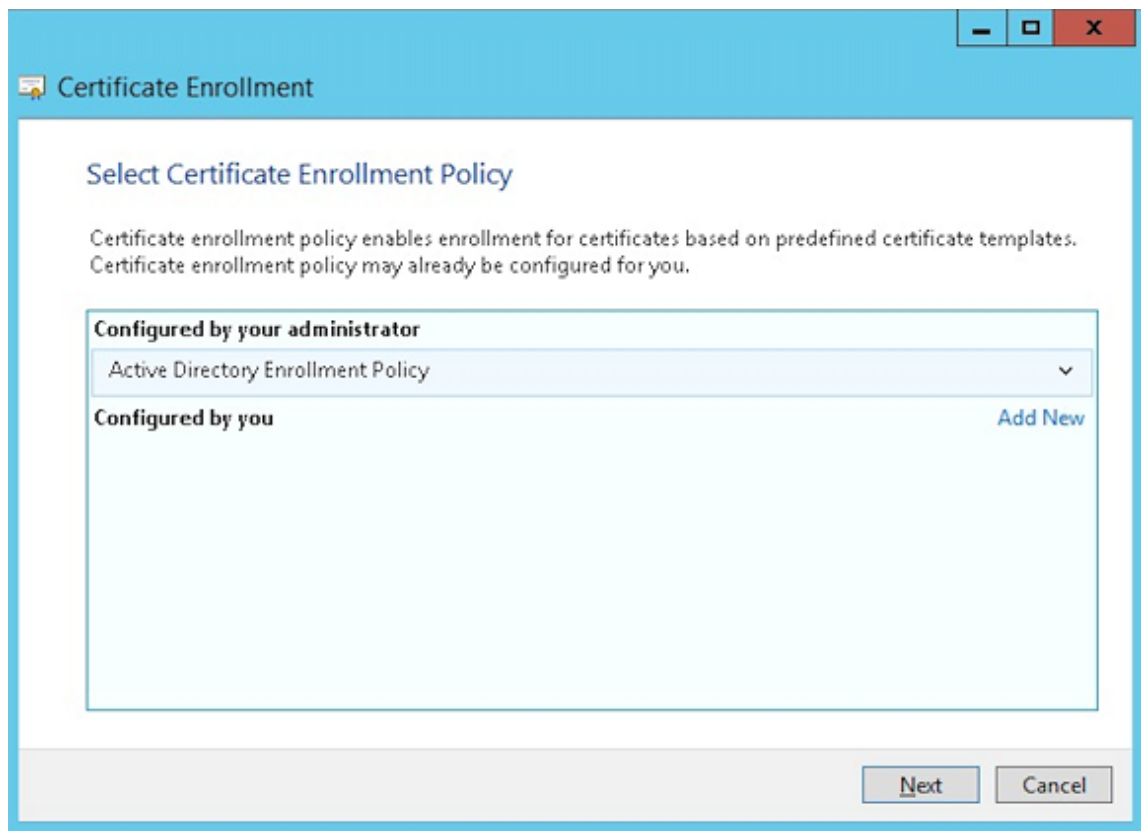 Certificate Enrollment
Select Certificate Enrollment Policy
Certificate enrollment policy enables enrollment for certificates based on predefined certificate templates.
Certificate enrollment policy may already be configured for you.
Configured by your administrator
Active Directory Enrollment Policy
Configured by you
Add New
Next
Cancel